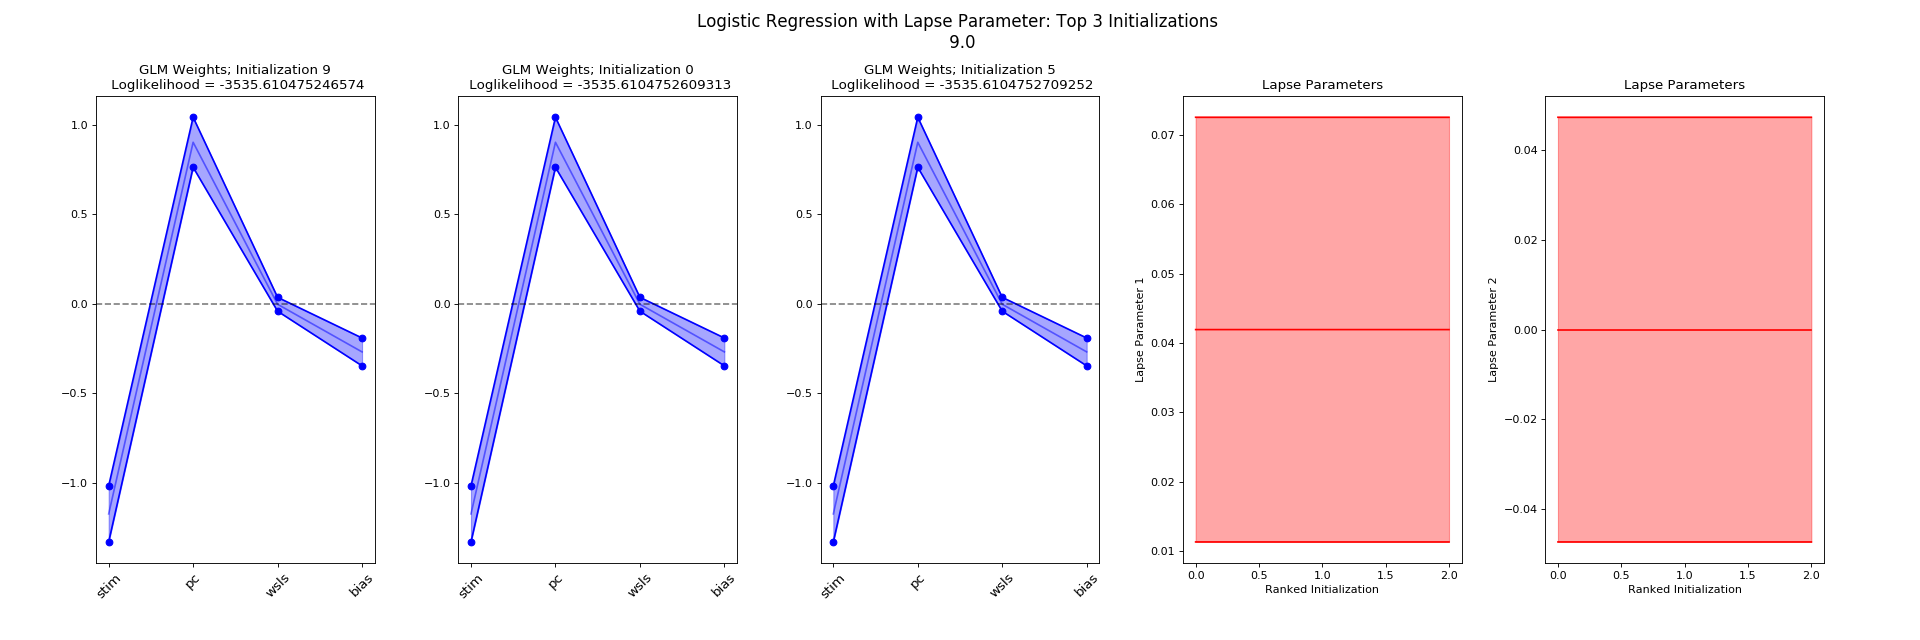 Logistic Regression with Lapse Parameter: Top 3 Initializations
9.0
GLM Weights; Initialization 9
Loglikelihood = -3535.610475246574
1.0
0.5
0.0
−0.5
−1.0
stim
pc
wsls
bias
GLM Weights; Initialization 0
Loglikelihood = -3535.6104752609313
1.0
0.5
0.0
−0.5
−1.0
stim
pc
wsls
bias
GLM Weights; Initialization 5
Loglikelihood = -3535.6104752709252
1.0
0.5
0.0
−0.5
−1.0
stim
pc
wsls
bias
Lapse Parameters
Lapse Parameter 1
0.07
0.06
0.05
0.04
0.03
0.02
0.01
0.0
0.5
1.0
1.5
2.0
Ranked Initialization
Lapse Parameters
Lapse Parameter 2
0.04
0.02
0.00
−0.02
−0.04
0.0
0.5
1.0
1.5
2.0
Ranked Initialization